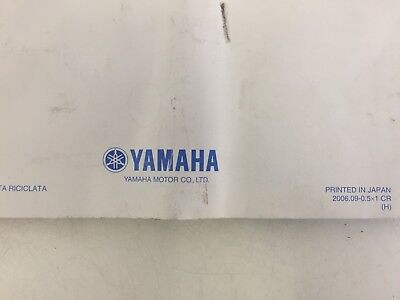 YAMAHA
YAMAHA MOTOR CO., LTD.
TA RICICLATA
PRINTED IN JAPAN
2006.09-0.5×1 CR
(H)